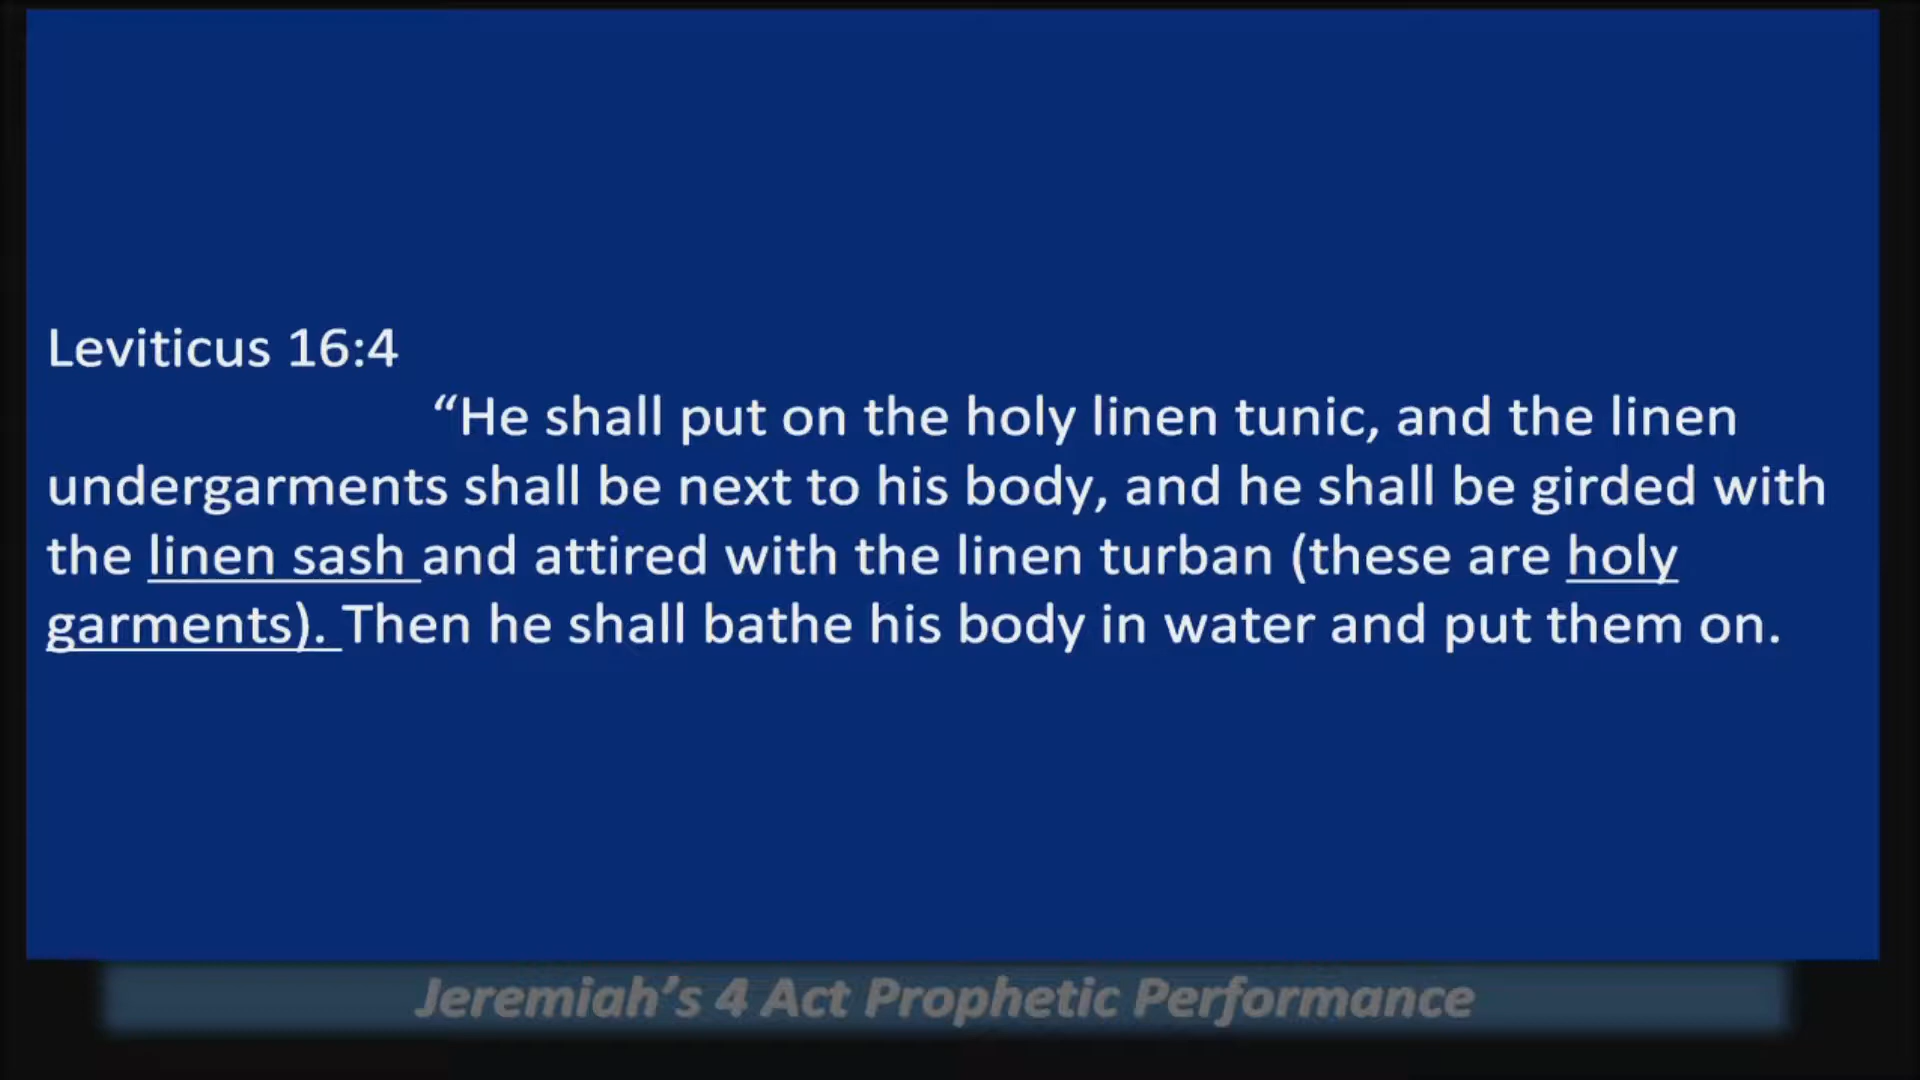 Leviticus 16:4
“He shall put on the holy linen tunic, and the linen
undergarments shall be next to his body, and he shall be girded with
the linen sash and attired with the linen turban (these are holy
garments). Then he shall bathe his body in water and put them on.
Jeremiah’s 4 Act Prophetic Performance